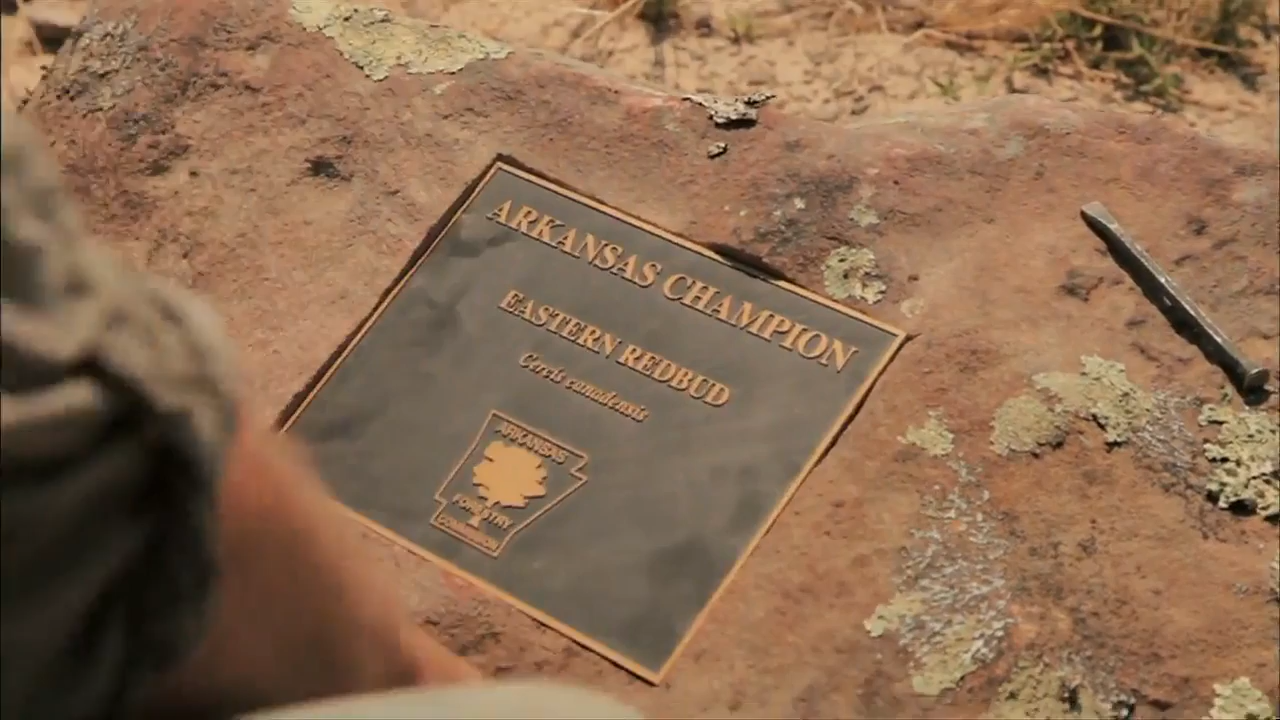 ARKANSAS CHAMPION
EASTERN REDBUD
Cercis canadensis
ARKANSAS
FORESTRY
COMMISSION